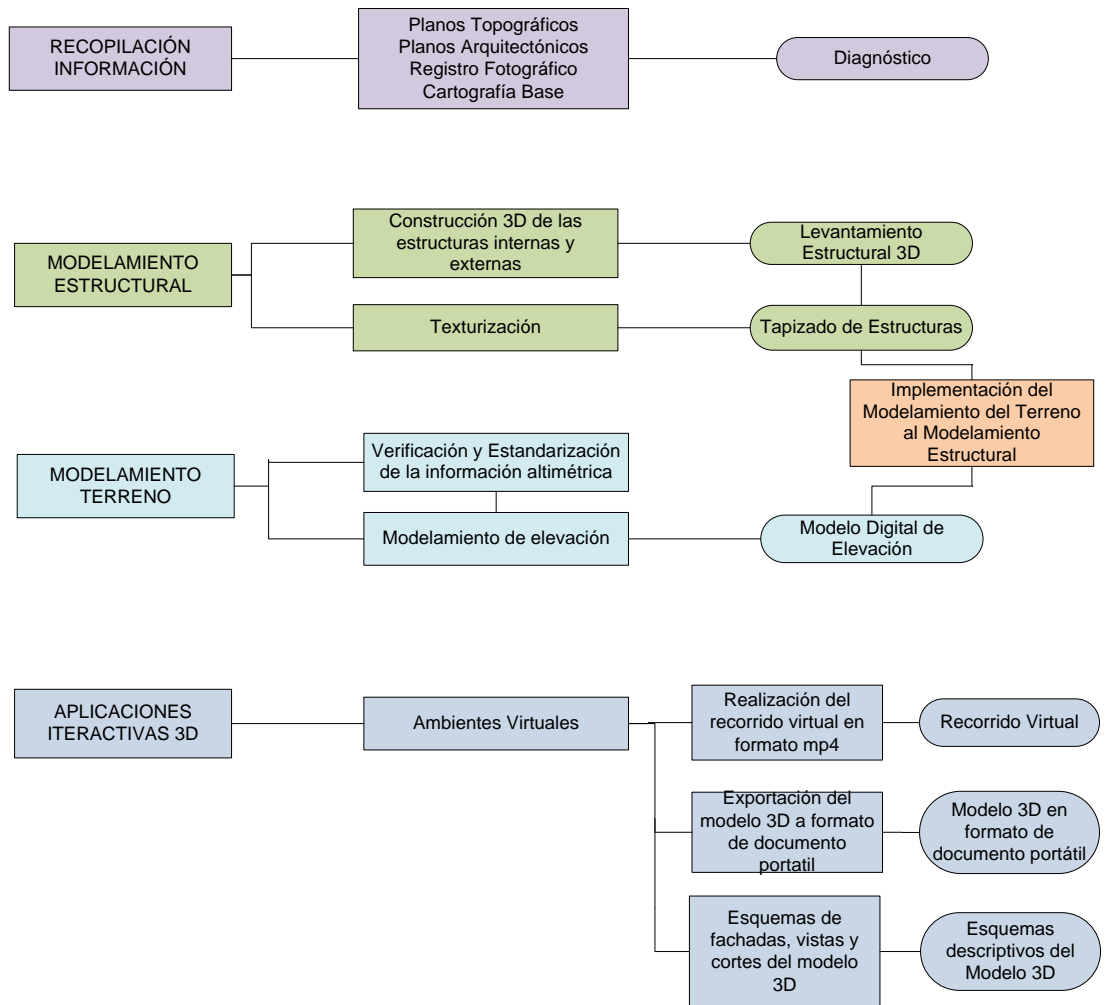 RECOPILACIÓN
INFORMACIÓN
Planos Topográficos
Planos Arquitectónicos
Registro Fotográfico
Cartografía Base
Diagnóstico
MODELAMIENTO
ESTRUCTURAL
Construcción 3D de las
estructuras internas y
externas
Levantamiento
Estructural 3D
Texturización
Tapizado de Estructuras
Implementación del
Modelamiento del Terreno
al Modelamiento
Estructural
MODELAMIENTO
TERRENO
Verificación y Estandarización
de la información altimétrica
Modelamiento de elevación
Modelo Digital de
Elevación
APLICACIONES
ITERACTIVAS 3D
Ambientes Virtuales
Realización del
recorrido virtual en
formato mp4
Recorrido Virtual
Exportación del
modelo 3D a formato
de documento
portatil
Modelo 3D en
formato de
documento portátil
Esquemas de
fachadas, vistas y
cortes del modelo
3D
Esquemas
descriptivos del
Modelo 3D